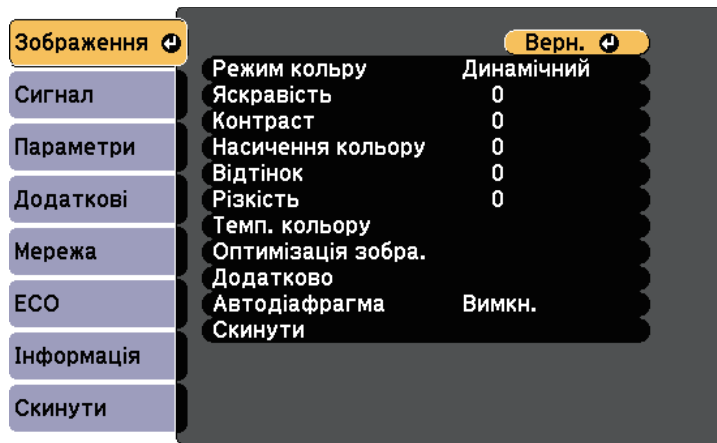 Зображення
Сигнал
Параметри
Додаткові
Мережа
ECO
Інформація
Скинути
Верн.
Режим кольру Динамічний
Яскравість 0
Контраст 0
Насичення кольору 0
Відтінок 0
Різкість 0
Темп. кольору
Оптимізація зобра.
Додатково
Автодіафрагма Вимкн.
Скинути